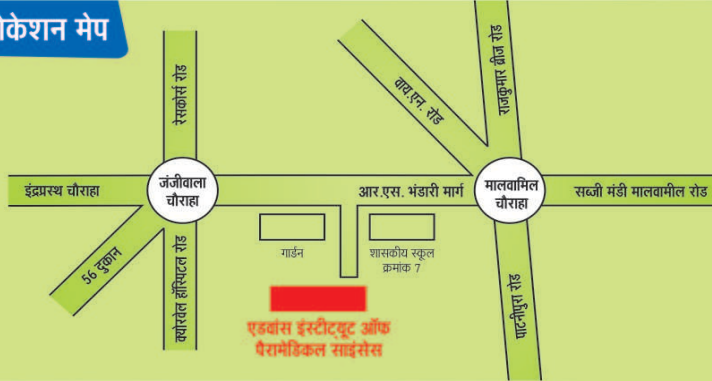 केशन मेप
रेसकोर्स रोड
वाय.एन. रोड
राजकुमार ब्रीज रोड
इंद्रप्रस्थ चौराहा
जंजीवाला
चौराहा
आर.एस. भंडारी मार्ग
मालवामिल
चौराहा
सब्जी मंडी मालवामील रोड
56 दुकान
क्योरवेल हॉस्पिटल रोड
गार्डन
शासकीय स्कूल
क्रमांक 7
पाटनीपुरा रोड
एडवांस इंस्टीट्यूट ऑफ
पैरामेडिकल साइंसेस